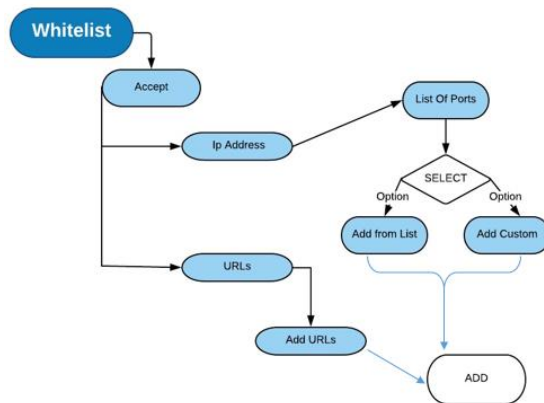 Whitelist
Accept
List Of Ports
Ip Address
SELECT
Option
Option
Add from List
Add Custom
URLs
Add URLs
ADD